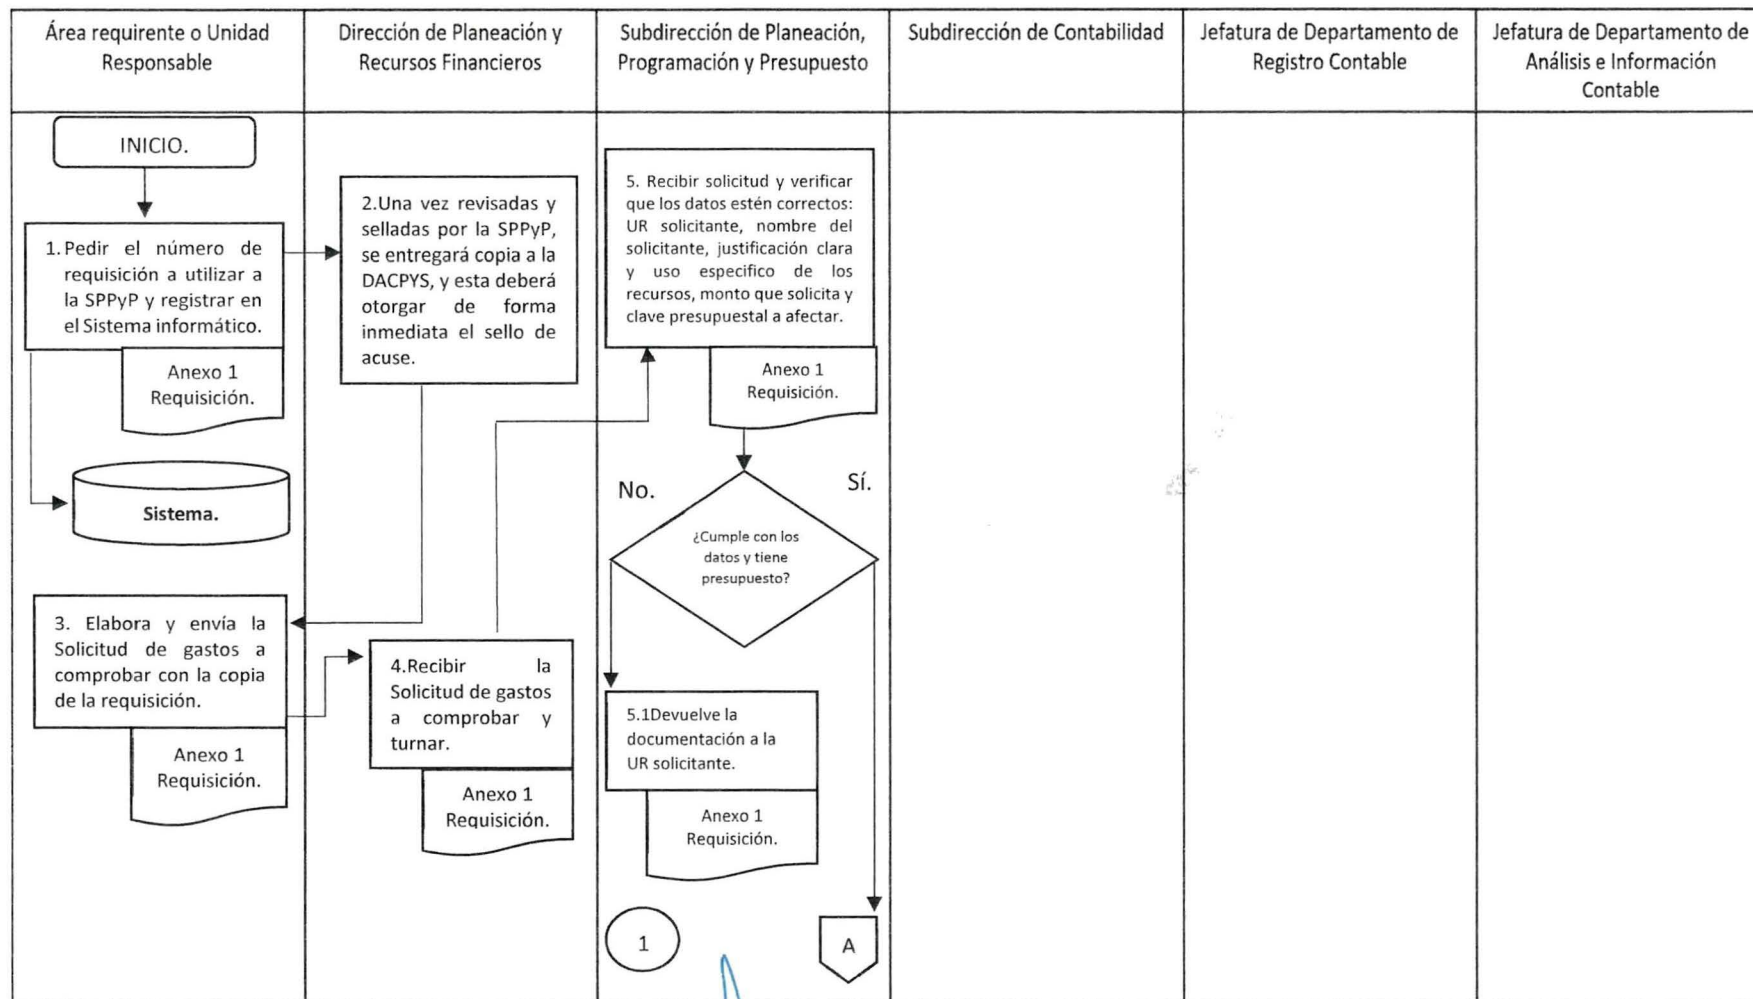 Área requirente o Unidad
Responsable
Dirección de Planeación y
Recursos Financieros
Subdirección de Planeación,
Programación y Presupuesto
Subdirección de Contabilidad
Jefatura de Departamento de
Registro Contable
Jefatura de Departamento de
Análisis e Información
Contable
INICIO.
1. Pedir el número de
requisición a utilizar a
la SPPyP y registrar en
el Sistema informático.
Anexo 1
Requisición.
Sistema.
2.Una vez revisadas y
selladas por la SPPyP,
se entregará copia a la
DACPYS, y esta deberá
otorgar de forma
inmediata el sello de
acuse.
3. Elabora y envía la
Solicitud de gastos a
comprobar con la copia
de la requisición.
Anexo 1
Requisición.
4.Recibir la
Solicitud de gastos
a comprobar y
turnar.
Anexo 1
Requisición.
5. Recibir solicitud y verificar
que los datos estén correctos:
UR solicitante, nombre del
solicitante, justificación clara
y uso especifico de los
recursos, monto que solicita y
clave presupuestal a afectar.
Anexo 1
Requisición.
No.
Sí.
¿Cumple con los
datos y tiene
presupuesto?
5.1Devuelve la
documentación a la
UR solicitante.
Anexo 1
Requisición.
1
A